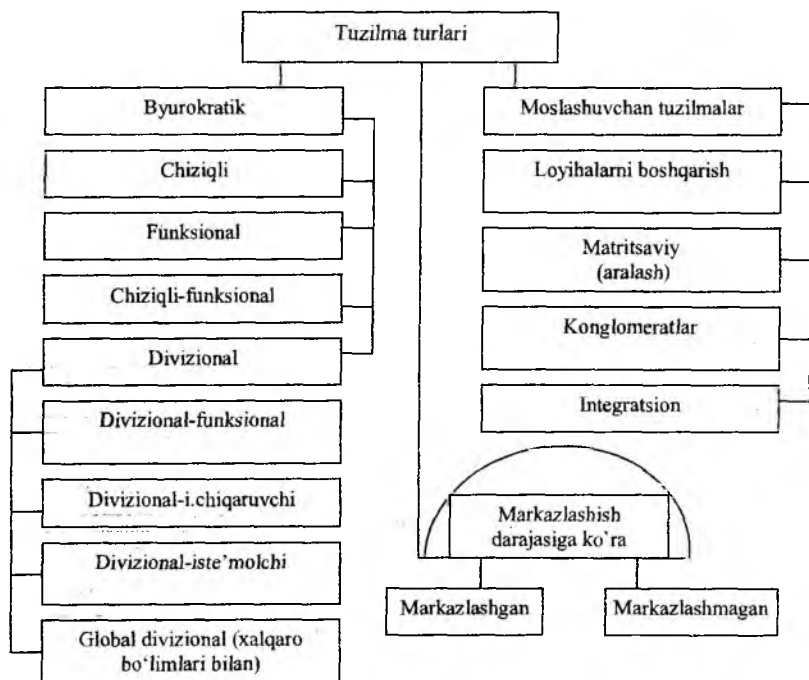 Tuzilma turlari
Byurokratik
Chiziqli
Funksional
Chiziqli-funksional
Divizional
Divizional-funksional
Divizional-i.chiqaruvchi
Divizional-iste’molchi
Global divizional (xalqaro
bo‘limlari bilan)
Moslashuvchan tuzilmalar
Loyihalarni boshqarish
Matritsaviy
(aralash)
Konglomeratlar
Integratsion
Markazlashish
darajasiga ko`ra
Markazlashgan
Markazlashmagan